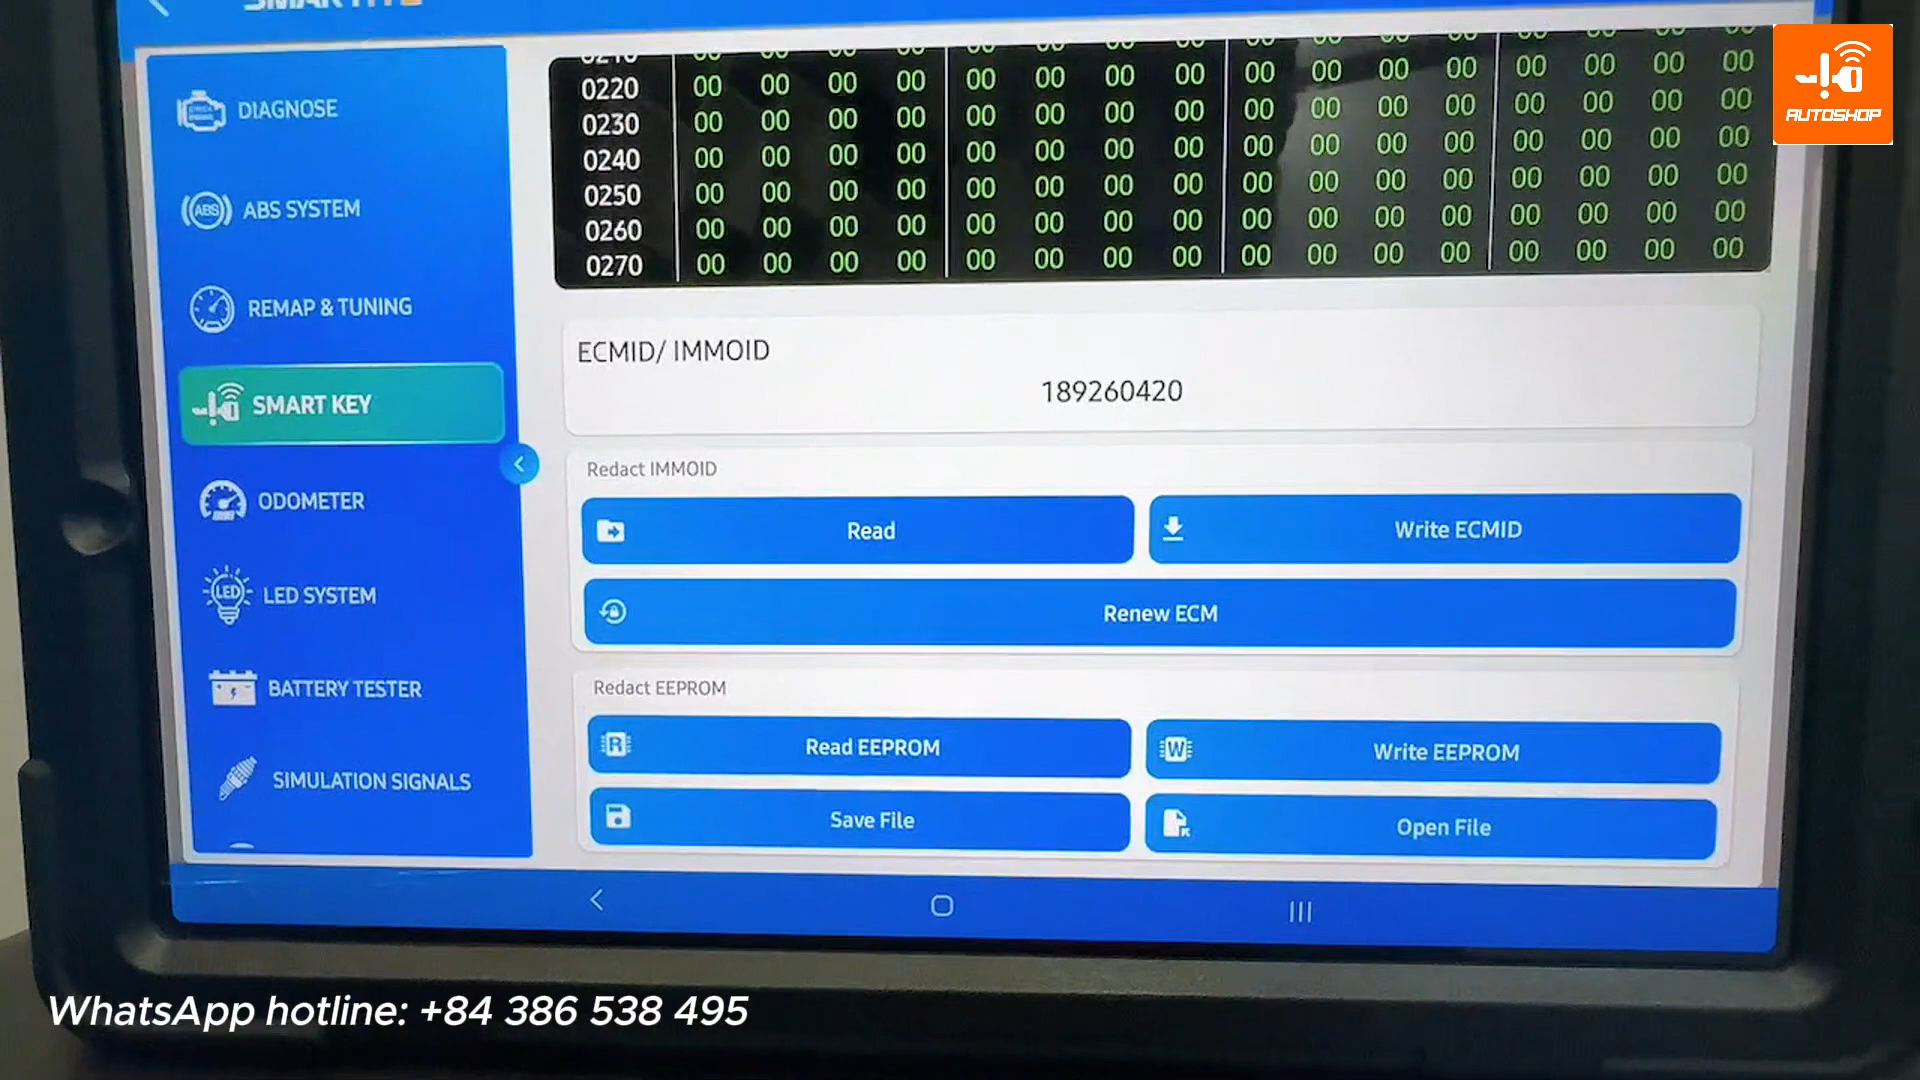 DIAGNOSE
ABS
ABS SYSTEM
REMAP & TUNING
SMART KEY
ODOMETER
LED
LED SYSTEM
BATTERY TESTER
SIMULATION SIGNALS
0220 00 00 00 00 00 00 00 00 00 00 00 00 00 00 00 00
0230 00 00 00 00 00 00 00 00 00 00 00 00 00 00 00 00
0240 00 00 00 00 00 00 00 00 00 00 00 00 00 00 00 00
0250 00 00 00 00 00 00 00 00 00 00 00 00 00 00 00 00
0260 00 00 00 00 00 00 00 00 00 00 00 00 00 00 00 00
0270 00 00 00 00 00 00 00 00 00 00 00 00 00 00 00 00
ECMID/ IMMOID
189260420
Redact IMMOID
Read
Write ECMID
Renew ECM
Redact EEPROM
R
Read EEPROM
W
Write EEPROM
Save File
Open File
AUTOSHOP
WhatsApp hotline: +84 386 538 495